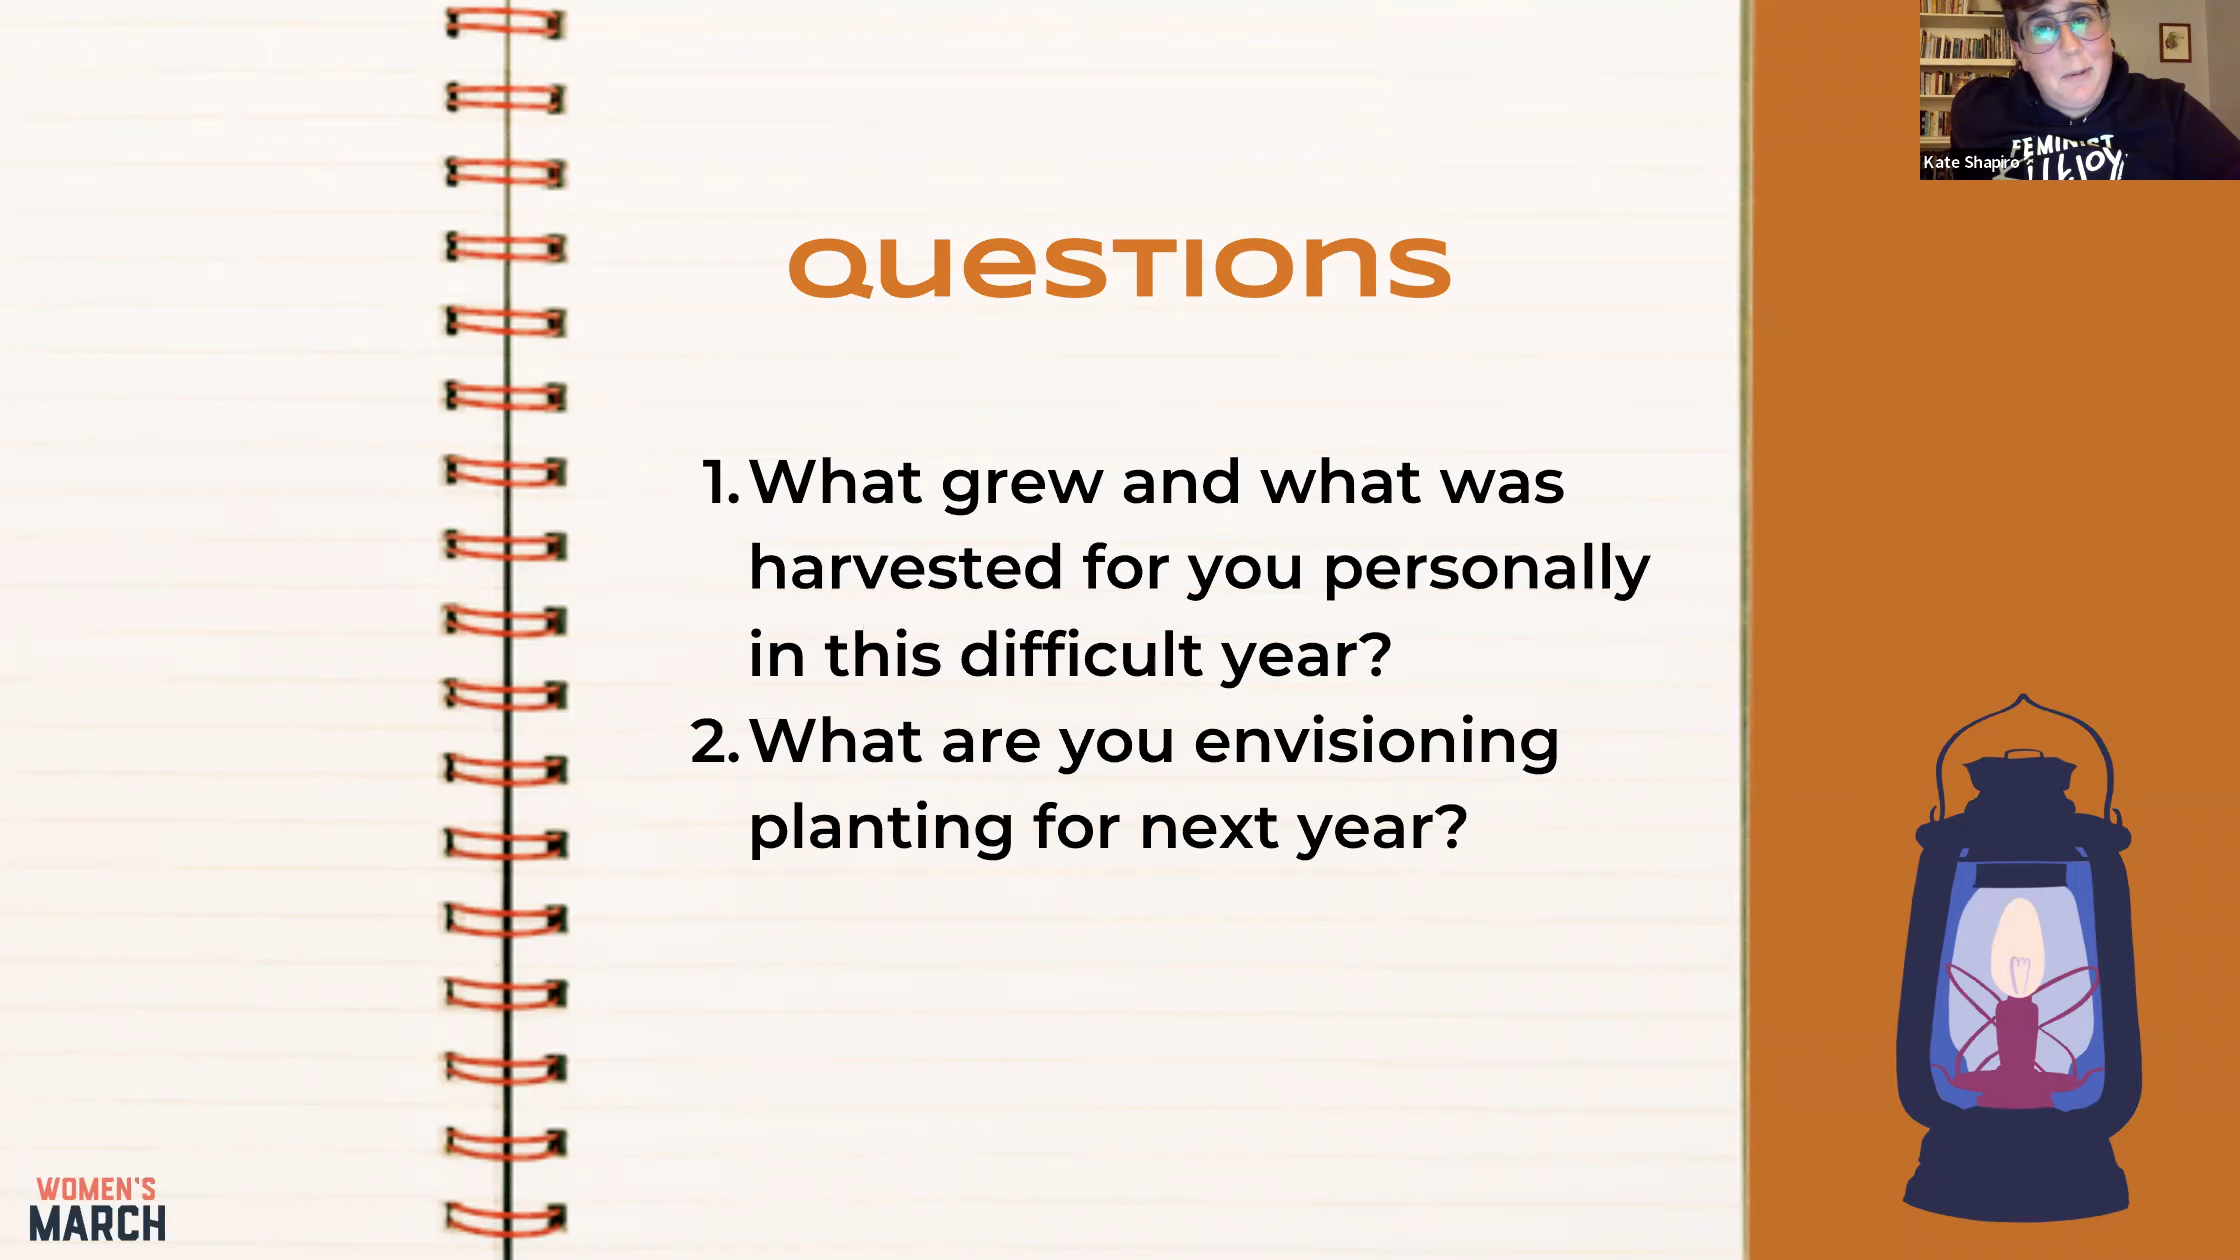 QUESTIONS
1. What grew and what was
harvested for you personally
in this difficult year?
2. What are you envisioning
planting for next year?
Kate Shapiro
FEMINIST
WOMEN'S
MARCH